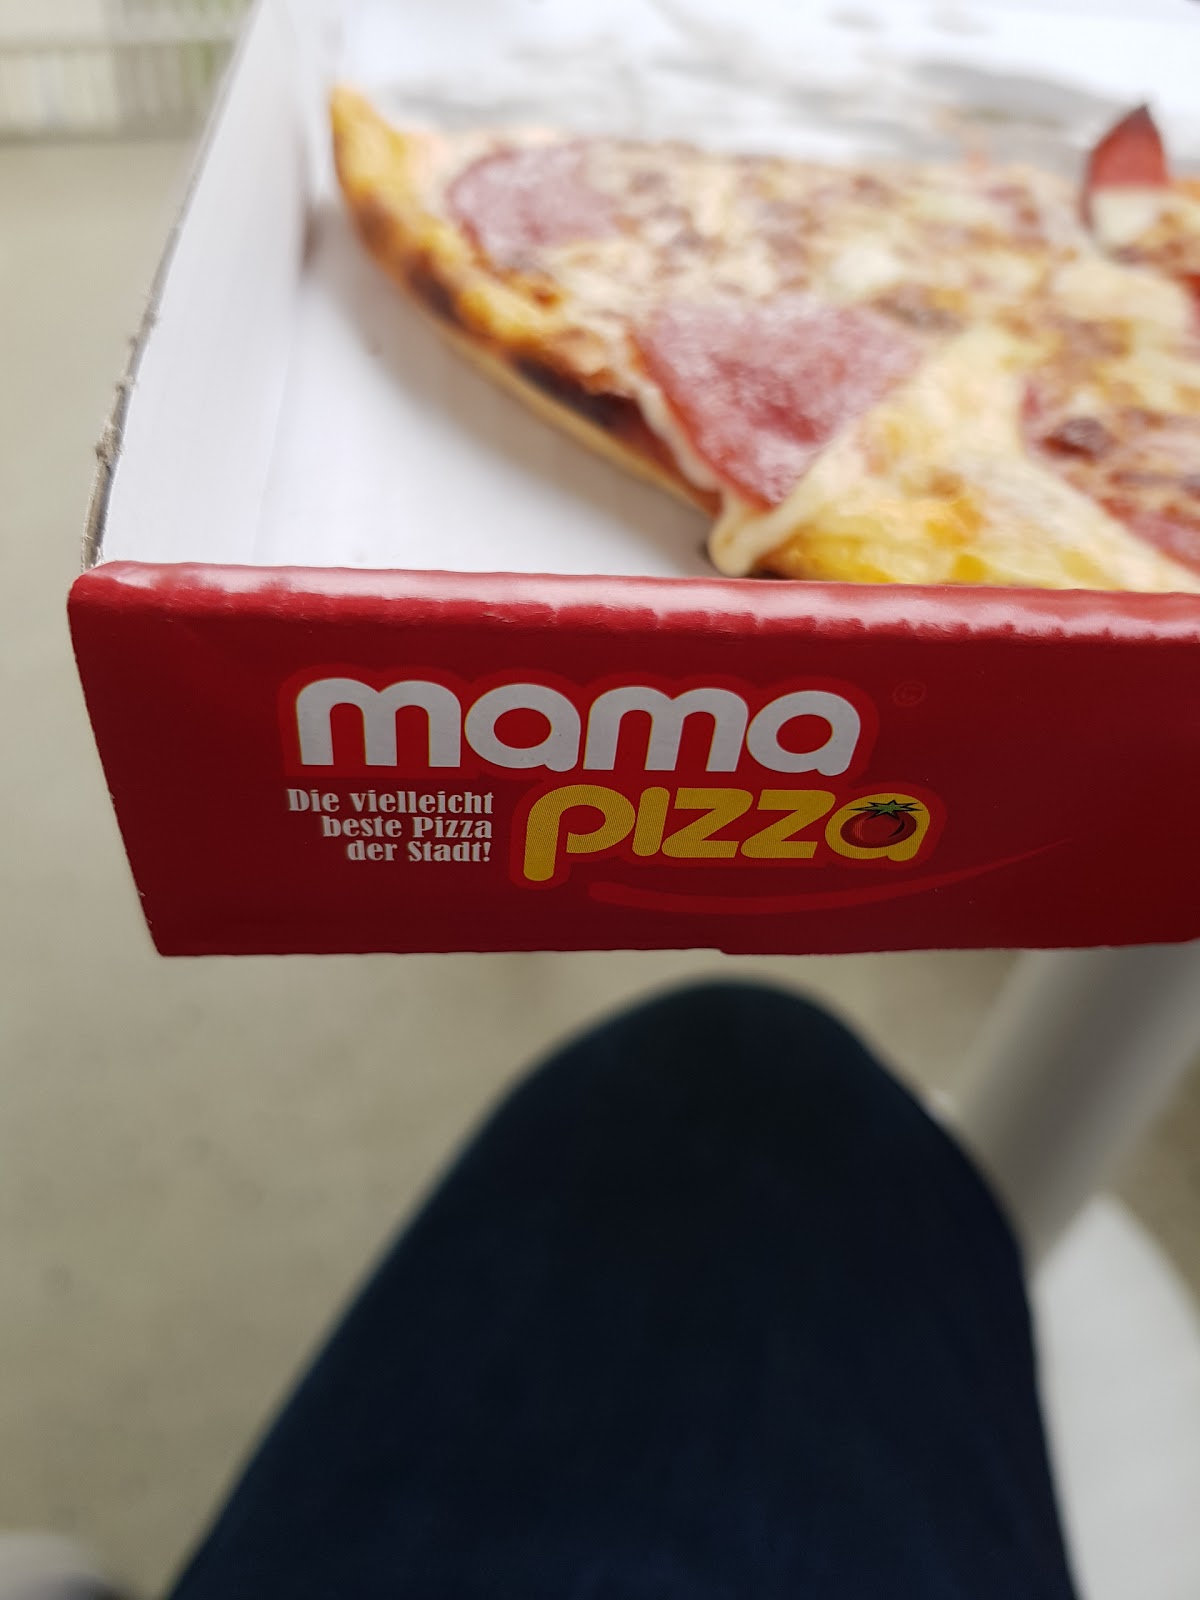 mama
pizza
Die vielleicht
beste Pizza
der Stadt!